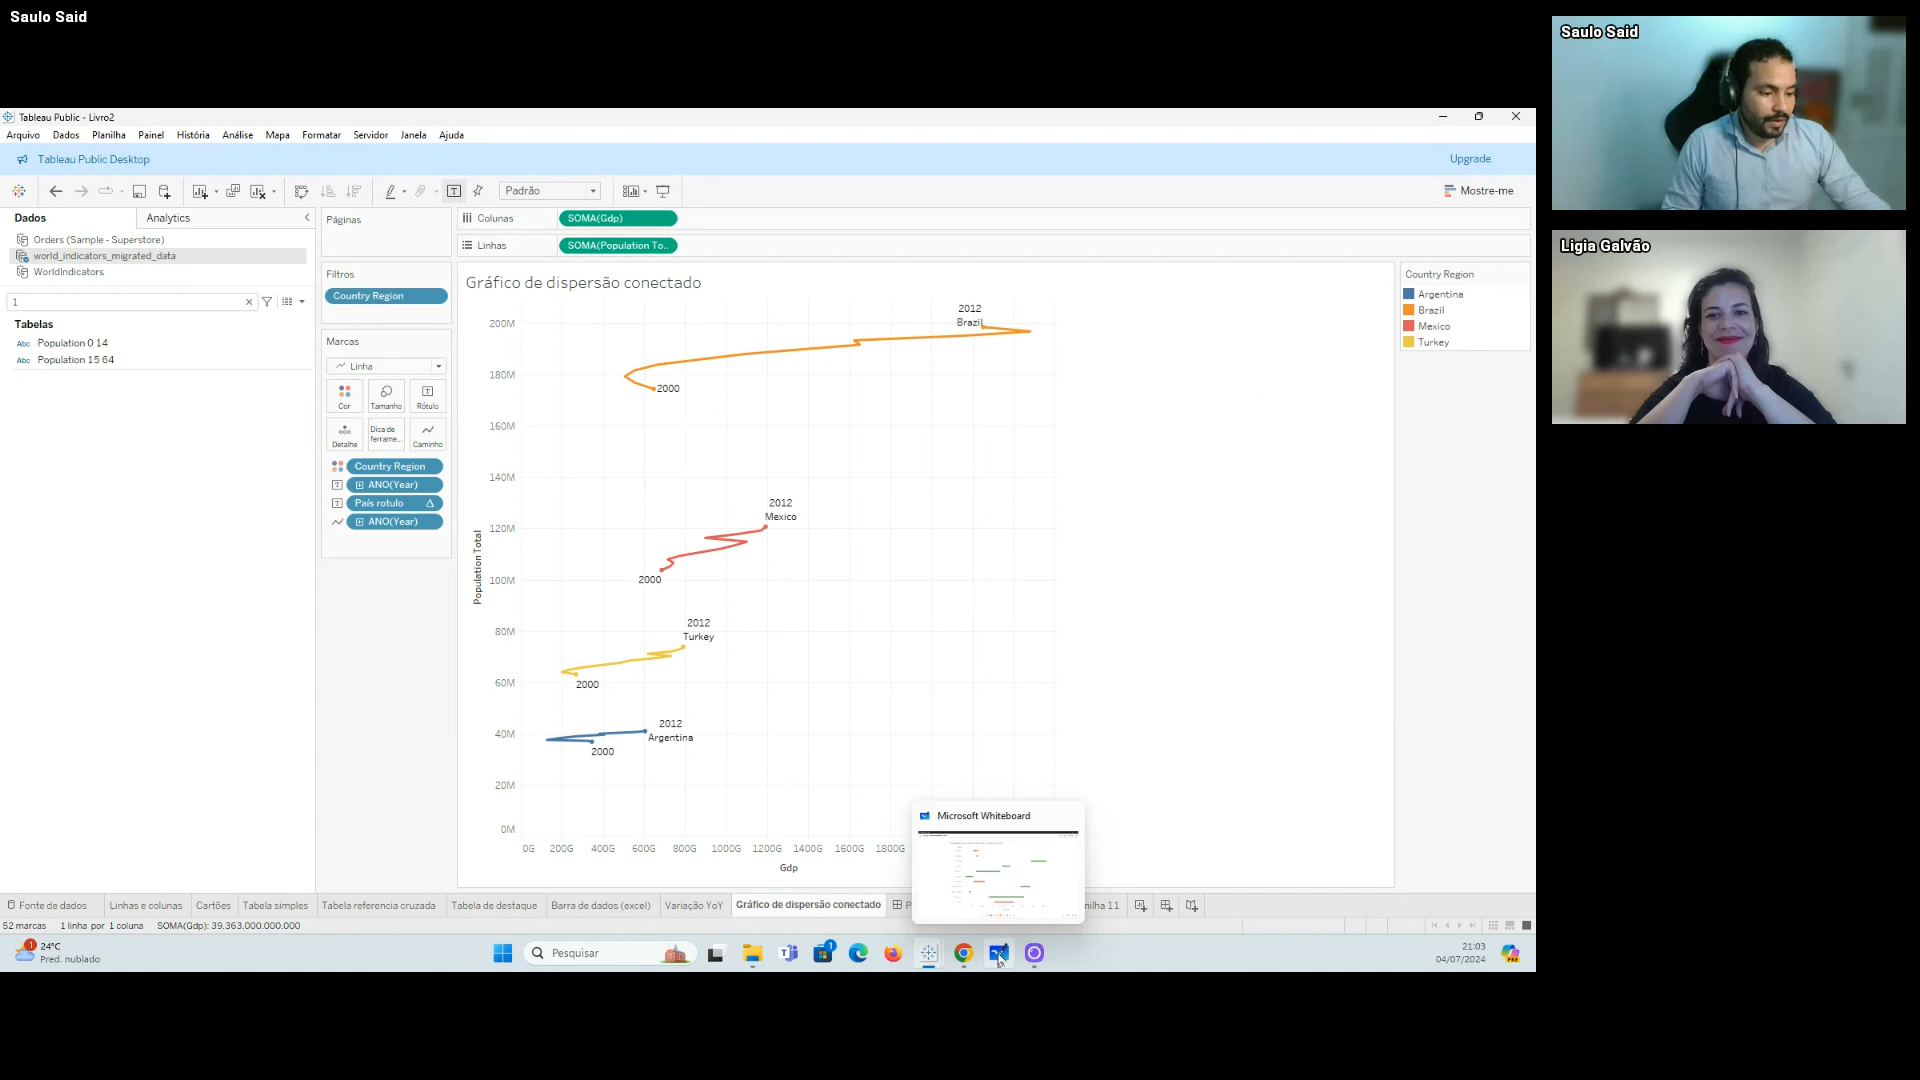 Saulo Said
Saulo Said
Ligia Galvão
Tableau Public - Livro2
Arquivo Dados Planilha Painel História Análise Mapa Formatar Servidor Janela Ajuda
Tableau Public Desktop
Upgrade
Padrão
Mostre-me
Dados
Analytics
Orders (Sample - Superstore)
world_indicators_migrated_data
WorldIndicators
1
Tabelas
Abc Population 0 14
Abc Population 15 64
Páginas
Filtros
Country Region
Marcas
Linha
Cor Tamanho Rótulo
Detalhe Dica de ferrame... Caminho
Country Region
ANO(Year)
País rotulo
ANO(Year)
Colunas SOMA(Gdp)
Linhas SOMA(Population To..
Gráfico de dispersão conectado
200M
180M
160M
140M
120M
100M
80M
60M
40M
20M
0M
Population Total
2012
Brazil
2000
2012
Mexico
2000
2012
Turkey
2000
2012
Argentina
2000
0G 200G 400G 600G 800G 1000G 1200G 1400G 1600G 1800G
Gdp
Country Region
Argentina
Brazil
Mexico
Turkey
Microsoft Whiteboard
Fonte de dados Linhas e colunas Cartões Tabela simples Tabela referencia cruzada Tabela de destaque Barra de dados (excel) Variação YoY Gráfico de dispersão conectado P nilha 11
52 marcas 1 linha por 1 coluna SOMA(Gdp): 39.363.000.000.000
1
24°C
Pred. nublado
Pesquisar
1
21:03
04/07/2024
PRE